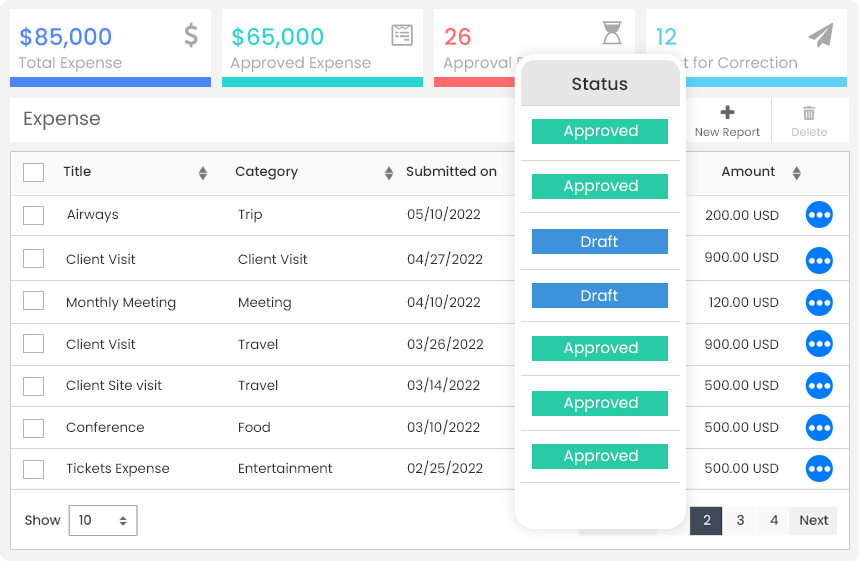 $85,000
Total Expense
$65,000
Approved Expense
26
Approval
12
for Correction
Expense
New Report
Delete
Title Category Submitted on Status Amount
Airways Trip 05/10/2022 Approved 200.00 USD
Client Visit Client Visit 04/27/2022 Approved 900.00 USD
Monthly Meeting Meeting 04/10/2022 Draft 120.00 USD
Client Visit Travel 03/26/2022 Draft 900.00 USD
Client Site visit Travel 03/14/2022 Approved 500.00 USD
Conference Food 03/10/2022 Approved 500.00 USD
Tickets Expense Entertainment 02/25/2022 Approved 500.00 USD
Show 10 2 3 4 Next